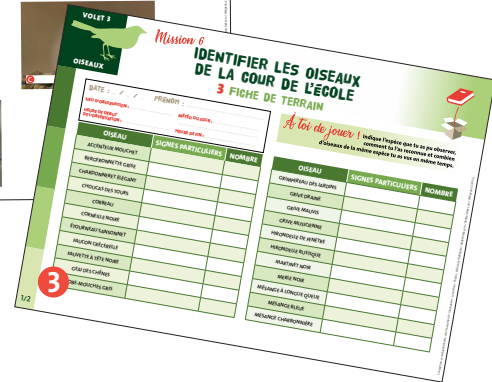 VOLET 3
OISEAUX
Mission 6
IDENTIFIER LES OISEAUX
DE LA COUR DE L'ÉCOLE
3 FICHE DE TERRAIN
DATE : .. / .. / ..
PRÉNOM :
LIEU D'OBSERVATION :
MÉTÉO DU JOUR :
HEURE DE DÉBUT
D'OBSERVATION :
HEURE DE FIN :
À toi de jouer ! Indique l'espèce que tu as pu observer,
comment tu l'as reconnue et combien
d'oiseaux de la même espèce tu as vus en même temps.
OISEAU SIGNES PARTICULIERS NOMBRE
ACCENTEUR MOUCHET
BERGERONNETTE GRISE
CHARDONNERET ÉLÉGANT
CHOUCAS DES TOURS
CORBEAU
CORNEILLE NOIRE
ÉTOURNEAU SANSONNET
FAUCON CRÉCERELLE
FAUVETTE À TÊTE NOIRE
GEAI DES CHÊNES
GOBE-MOUCHES GRIS
OISEAU SIGNES PARTICULIERS NOMBRE
GRIMPEREAU DES JARDINS
GRIVE DRAINE
GRIVE MAUVIS
GRIVE MUSICIENNE
HIRONDELLE DE FENÊTRE
HIRONDELLE RUSTIQUE
MARTINET NOIR
MERLE NOIR
MÉSANGE À LONGUE QUEUE
MÉSANGE BLEUE
MÉSANGE CHARBONNIÈRE
1/2
3
C